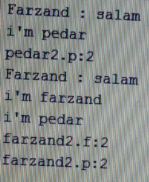 Farzand : salam
i'm pedar
pedar2.p:2
Farzand : salam
i'm farzand
i'm pedar
farzand2.f:2
farzand2.p:2